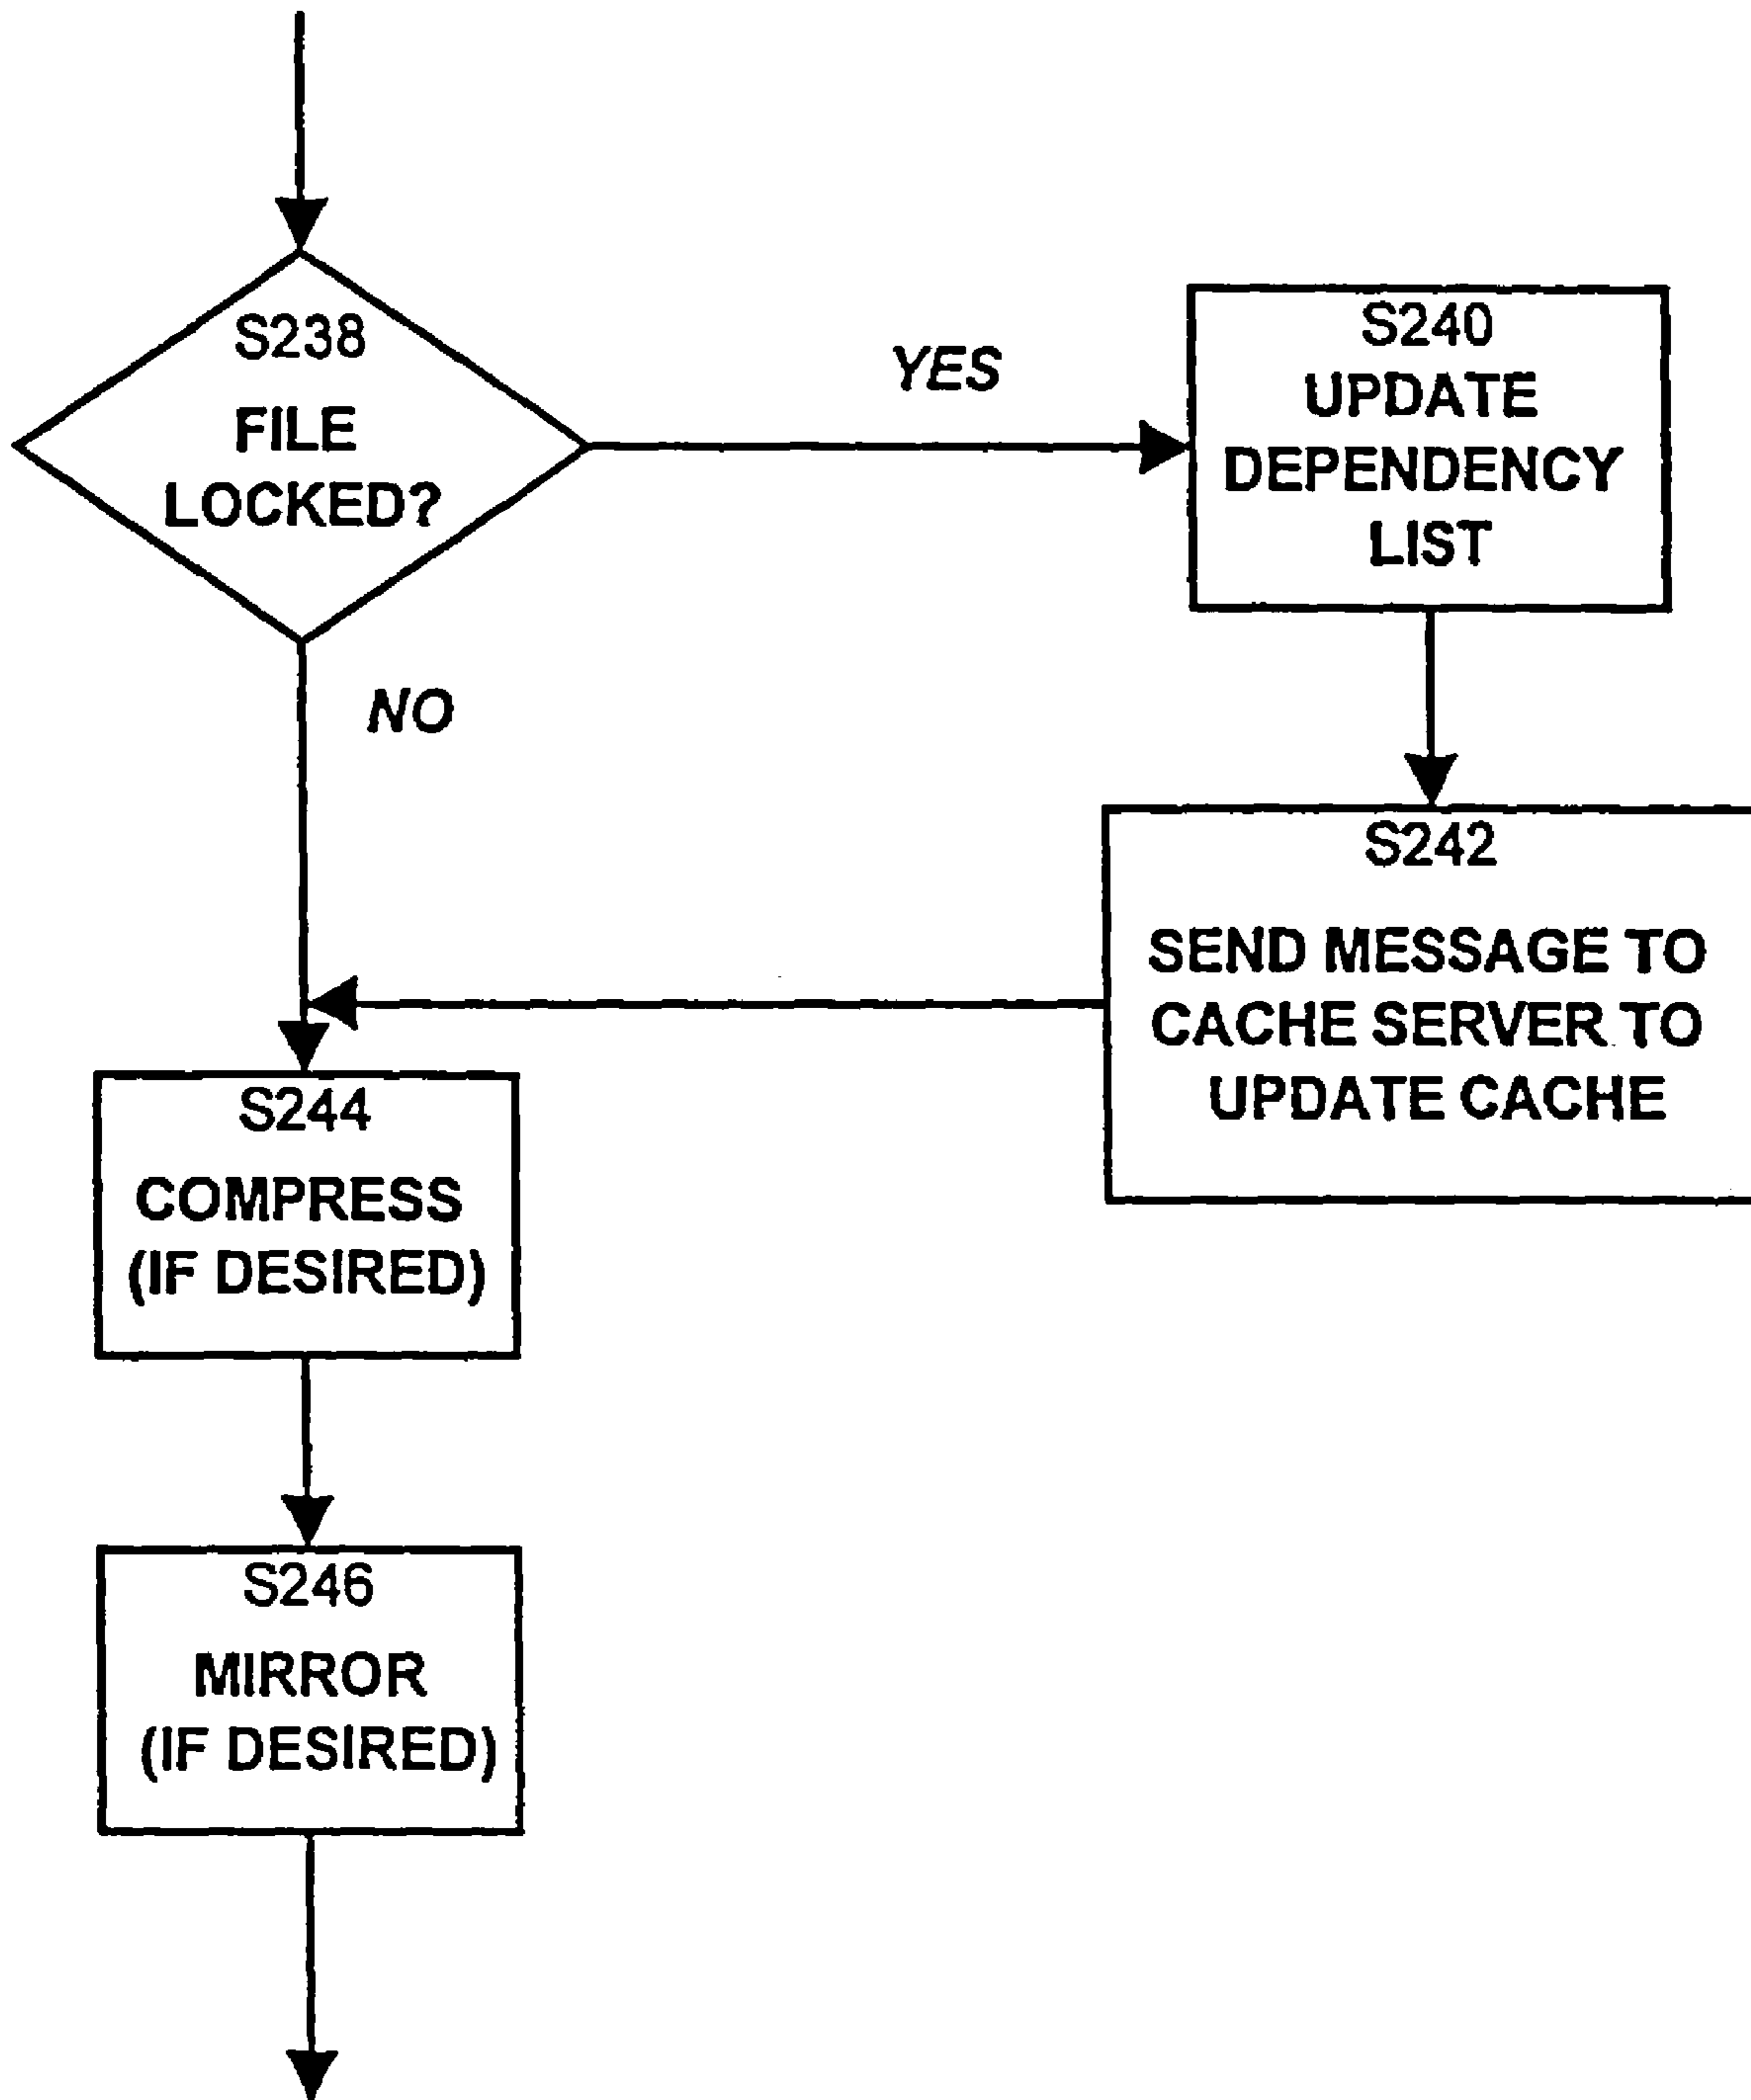 S238
FILE
LOCKED?
YES
S240
UPDATE
DEPENDENCY
LIST
NO
S242
SEND MESSAGE TO
CACHE SERVER TO
UPDATE CACHE
S244
COMPRESS
(IF DESIRED)
S246
MIRROR
(IF DESIRED)